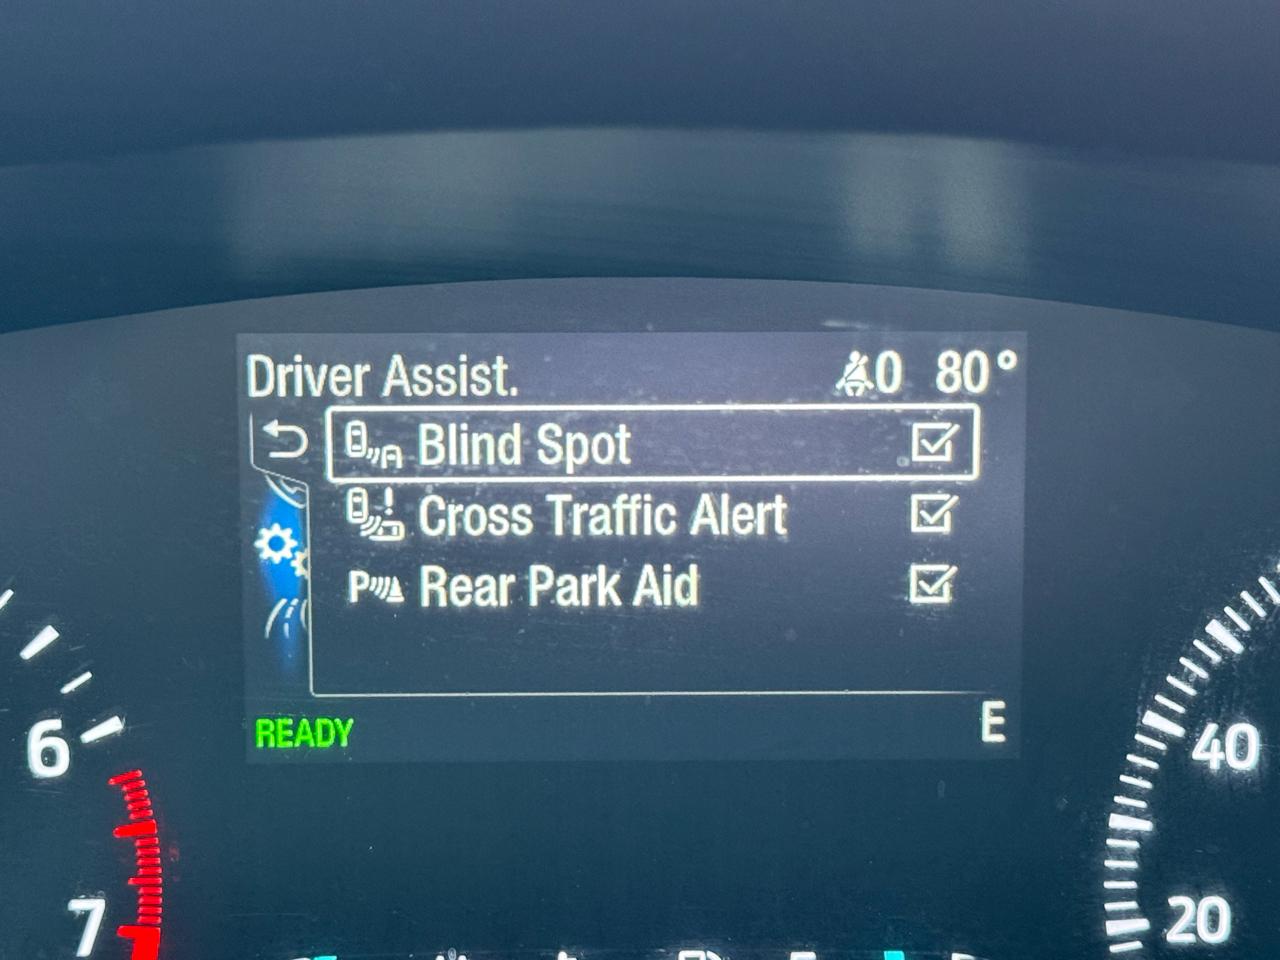 Driver Assist. 0 80°
Blind Spot
Cross Traffic Alert
P Rear Park Aid
READY E
6
7
40
20